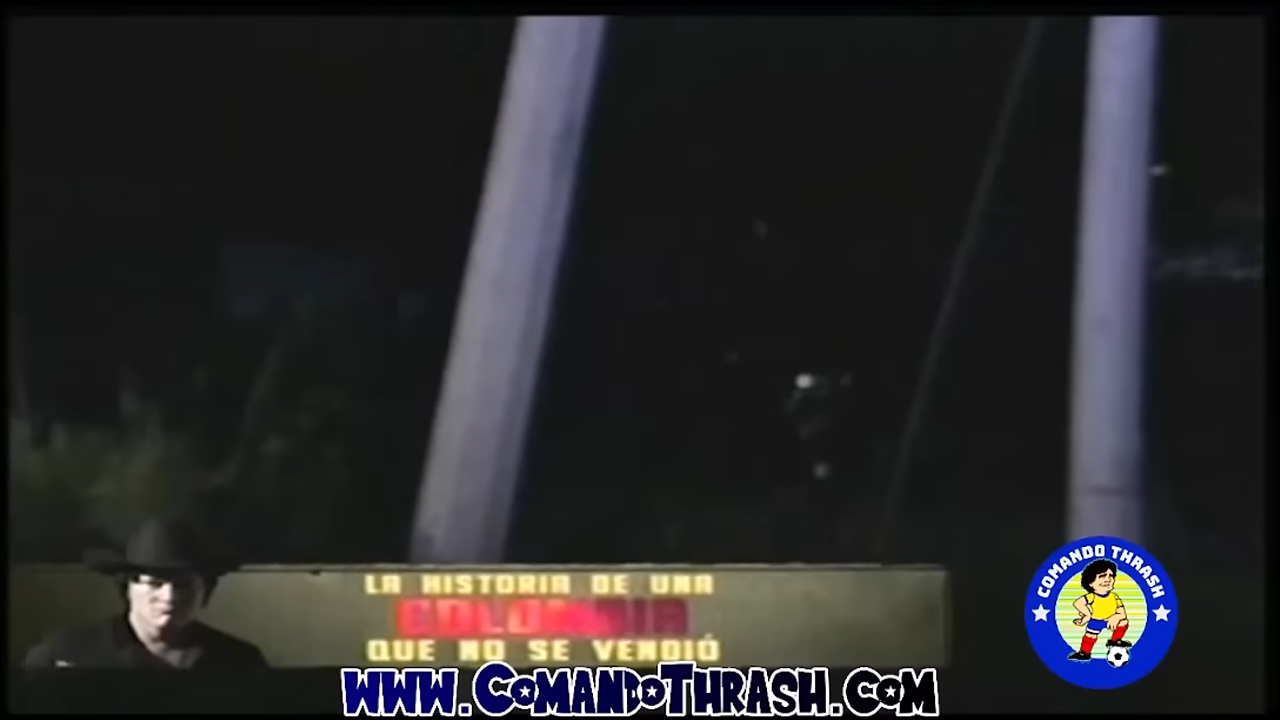 LA HISTORIA DE UNA
COLOMBIA
QUE NO SE VENDIÓ
COMANDO THRASH
WWW.COMANDOTHRASH.COM